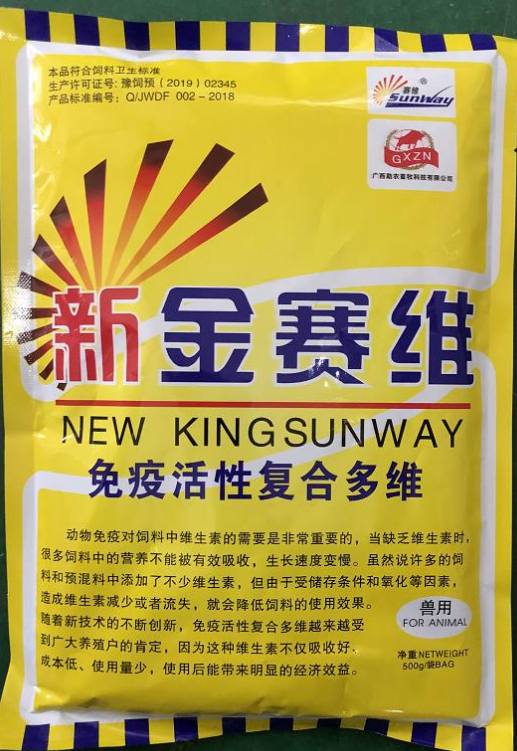 本品符合饲料卫生标准
生产许可证号:豫饲预(2019)02345
产品标准编号:Q/JWDF 002-2018
赛维®
Sunway
GXZN
广西助农畜牧科技有限公司
新金赛维
NEW KINGSUNWAY
免疫活性复合多维
动物免疫对饲料中维生素的需要是非常重要的,当缺乏维生素时,
很多饲料中的营养不能被有效吸收,生长速度变慢。虽然说许多的饲
料和预混料中添加了不少维生素,但由于受储存条件和氧化等因素,
造成维生素减少或者流失,就会降低饲料的使用效果。
随着新技术的不断创新,免疫活性复合多维越来越受
到广大养殖户的肯定,因为这种维生素不仅吸收好、
成本低、使用量少,使用后能带来明显的经济效益。
兽用
FOR ANIMAL
净重NETWEIGHT
500g/袋BAG